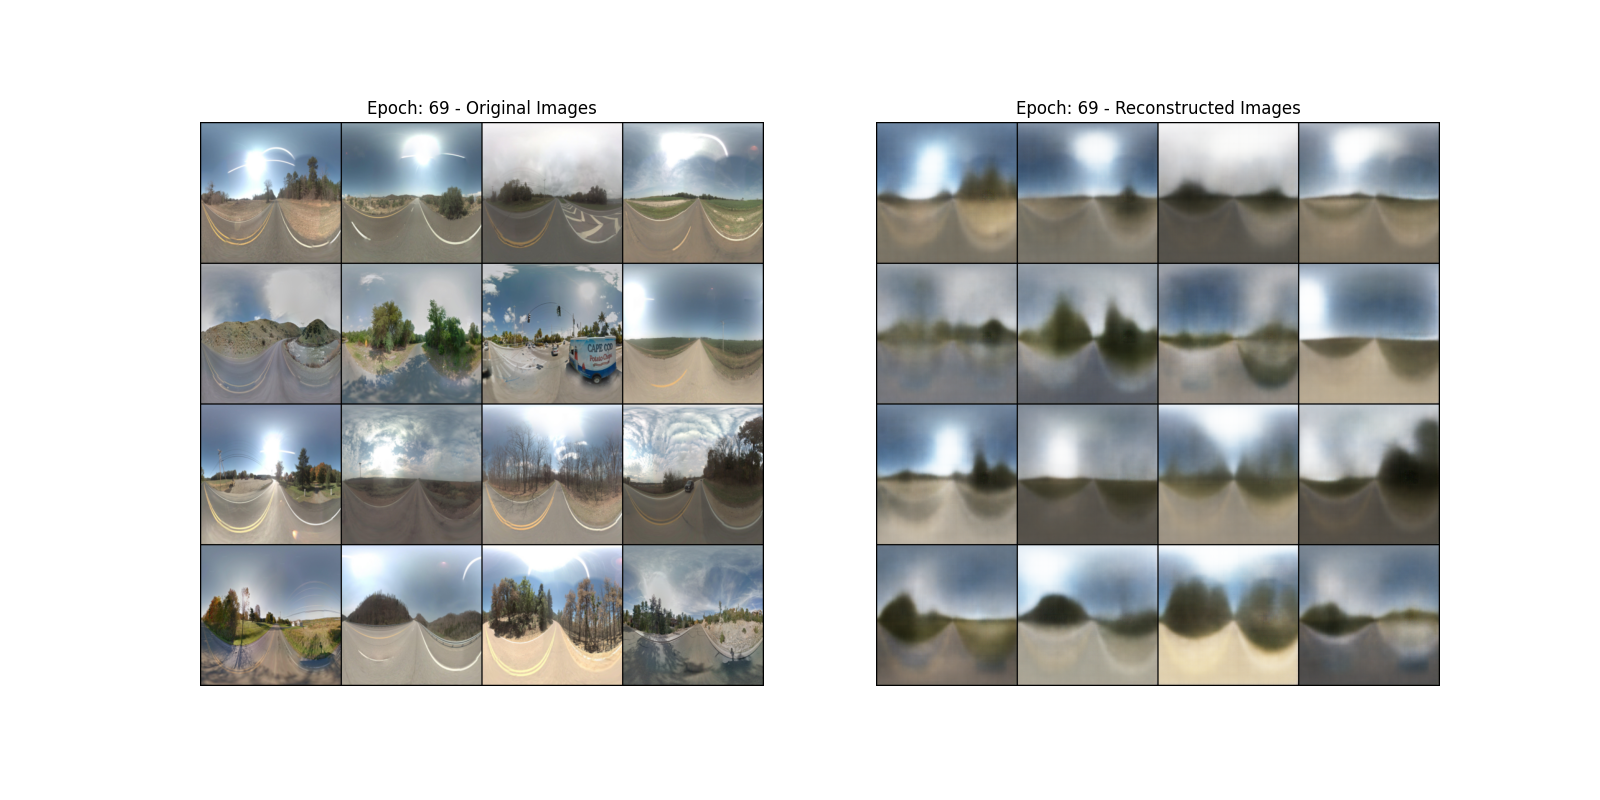 Epoch: 69 - Original Images
Epoch: 69 - Reconstructed Images
CAPE COD